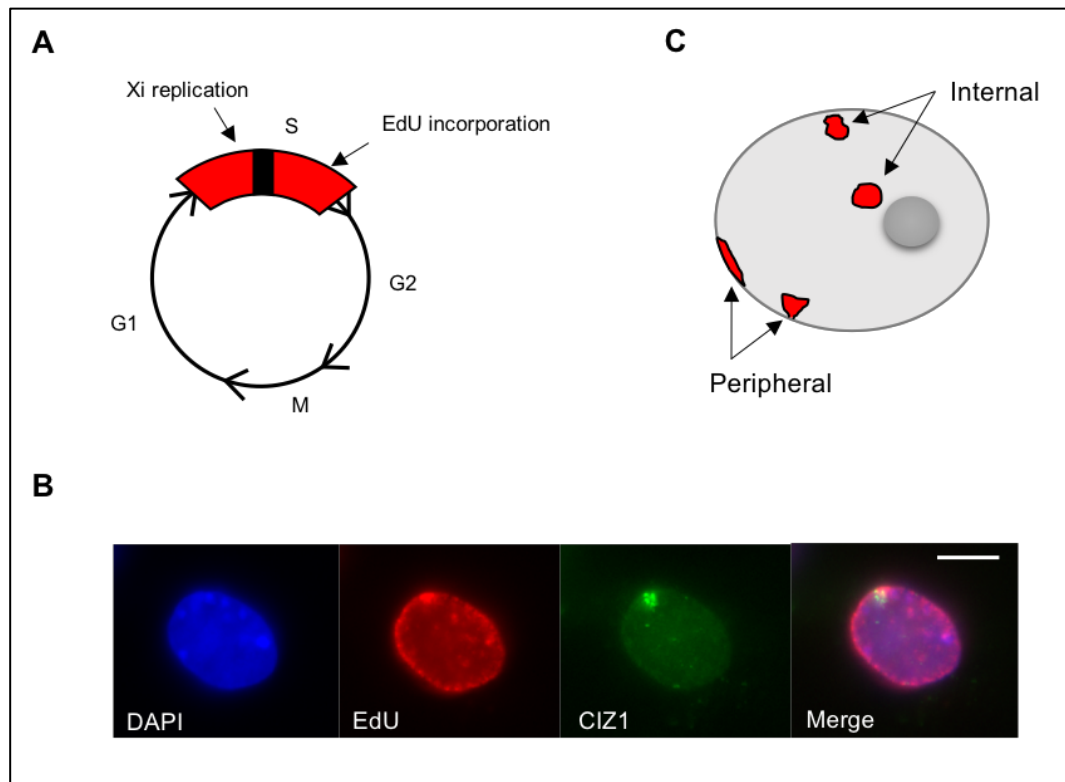 A
Xi replication
S
EdU incorporation
G1
G2
M
C
Internal
Peripheral
B
DAPI
EdU
CIZ1
Merge